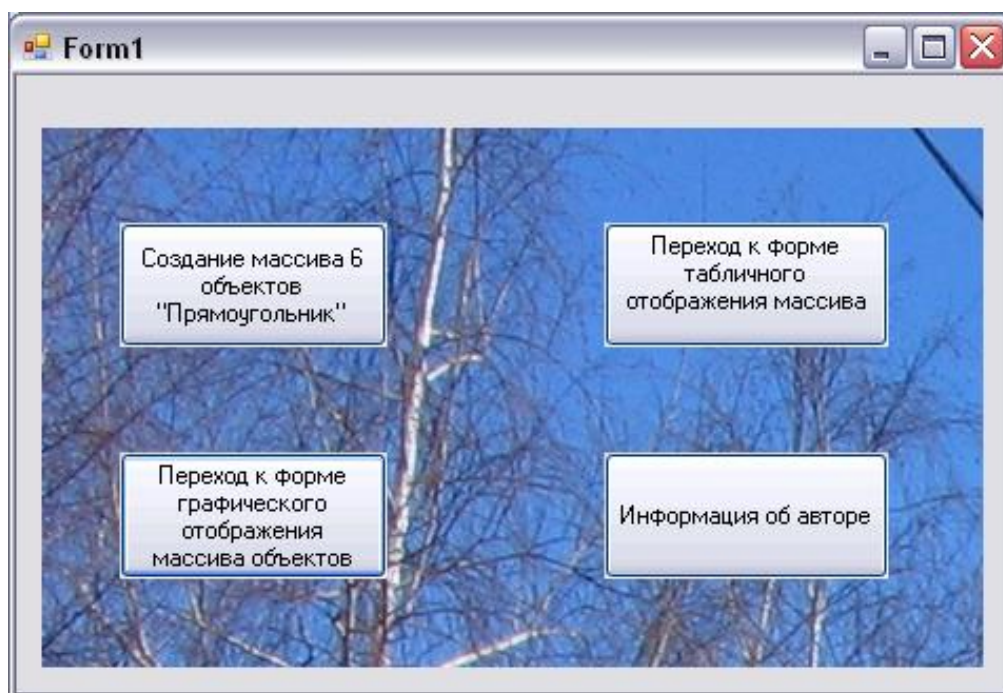 Form1
Создание массива 6
объектов
"Прямоугольник"
Переход к форме
табличного
отображения массива
Переход к форме
графического
отображения
массива объектов
Информация об авторе